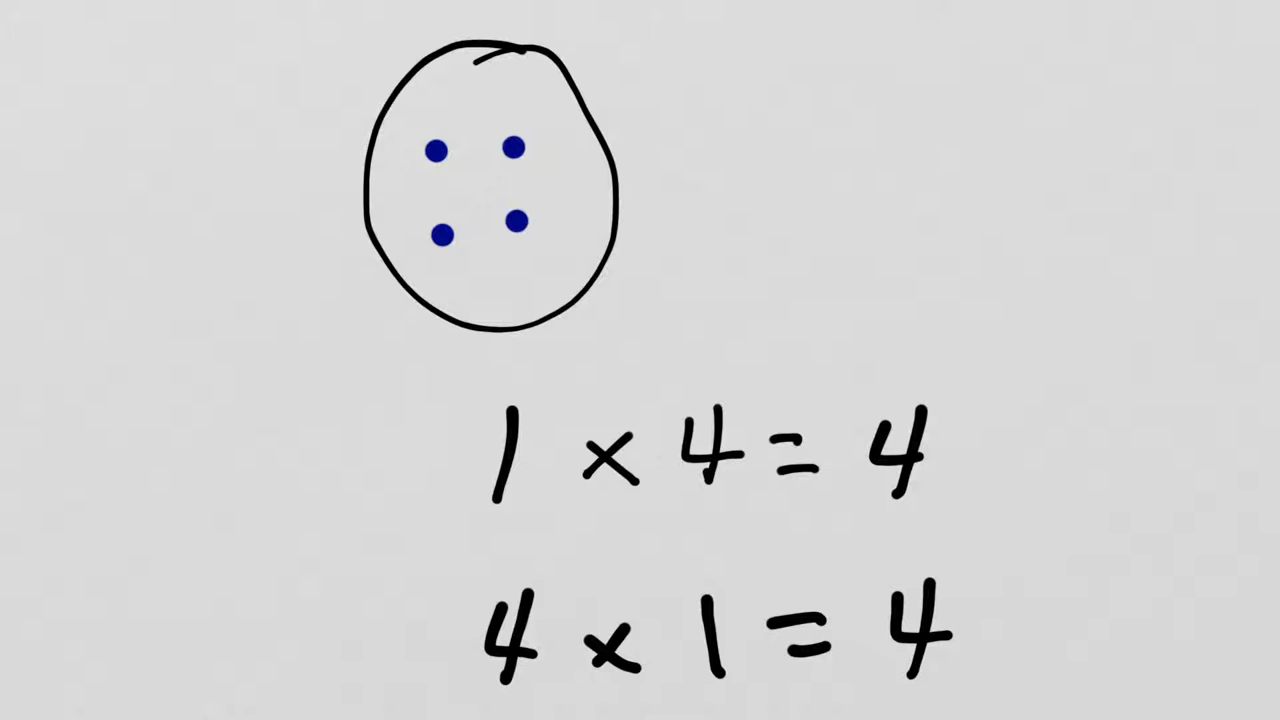 1 × 4 = 4
4 × 1 = 4